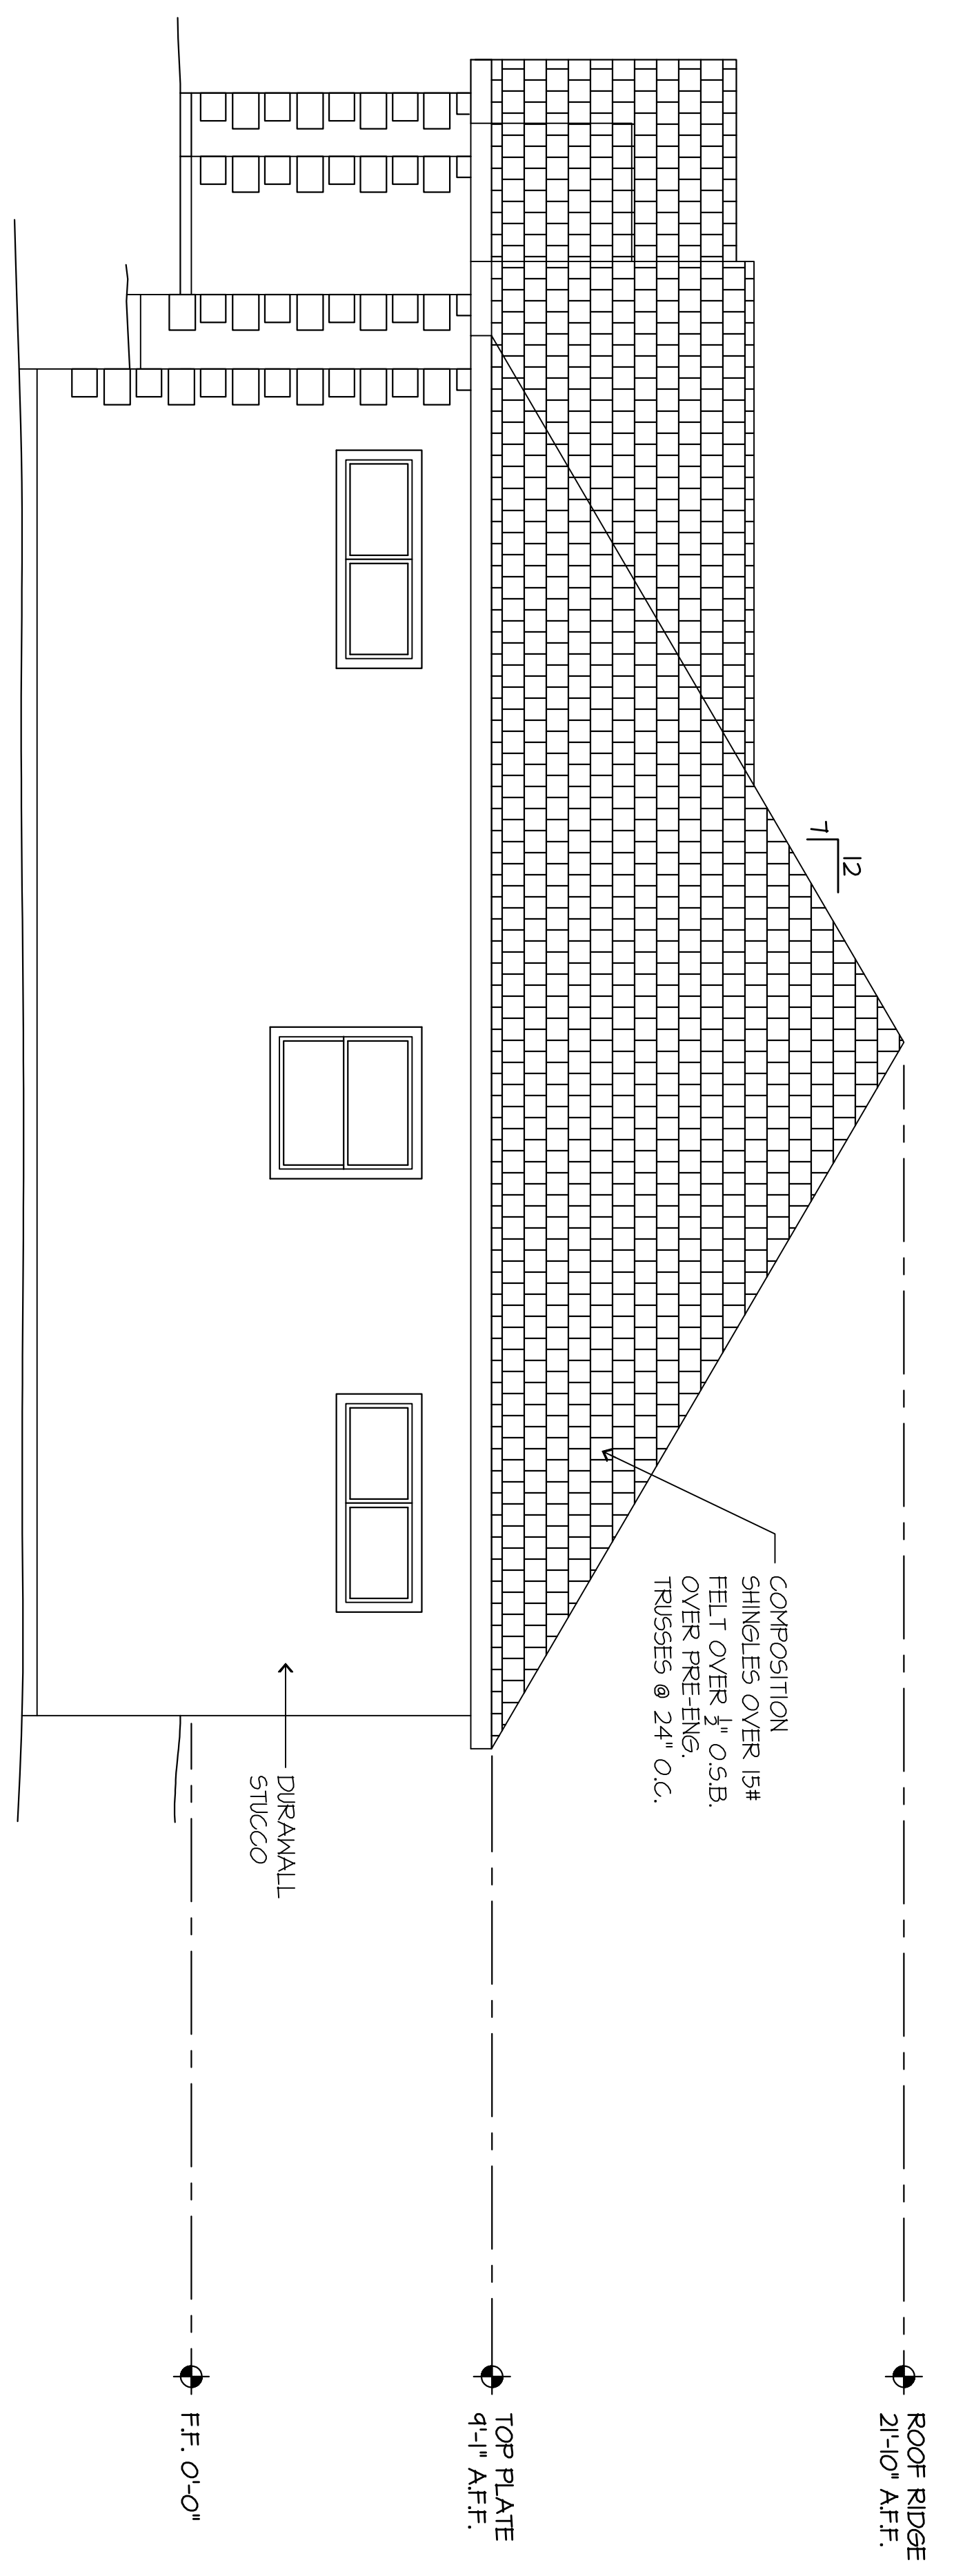 ROOF RIDGE
21'-10" A.F.F.
12
7
COMPOSITION
SHINGLES OVER 15#
FELT OVER ½" O.S.B.
OVER PRE-ENG.
TRUSSES @ 24" O.C.
TOP PLATE
9'-1" A.F.F.
DURAWALL
STUCCO
F.F. 0'-0"